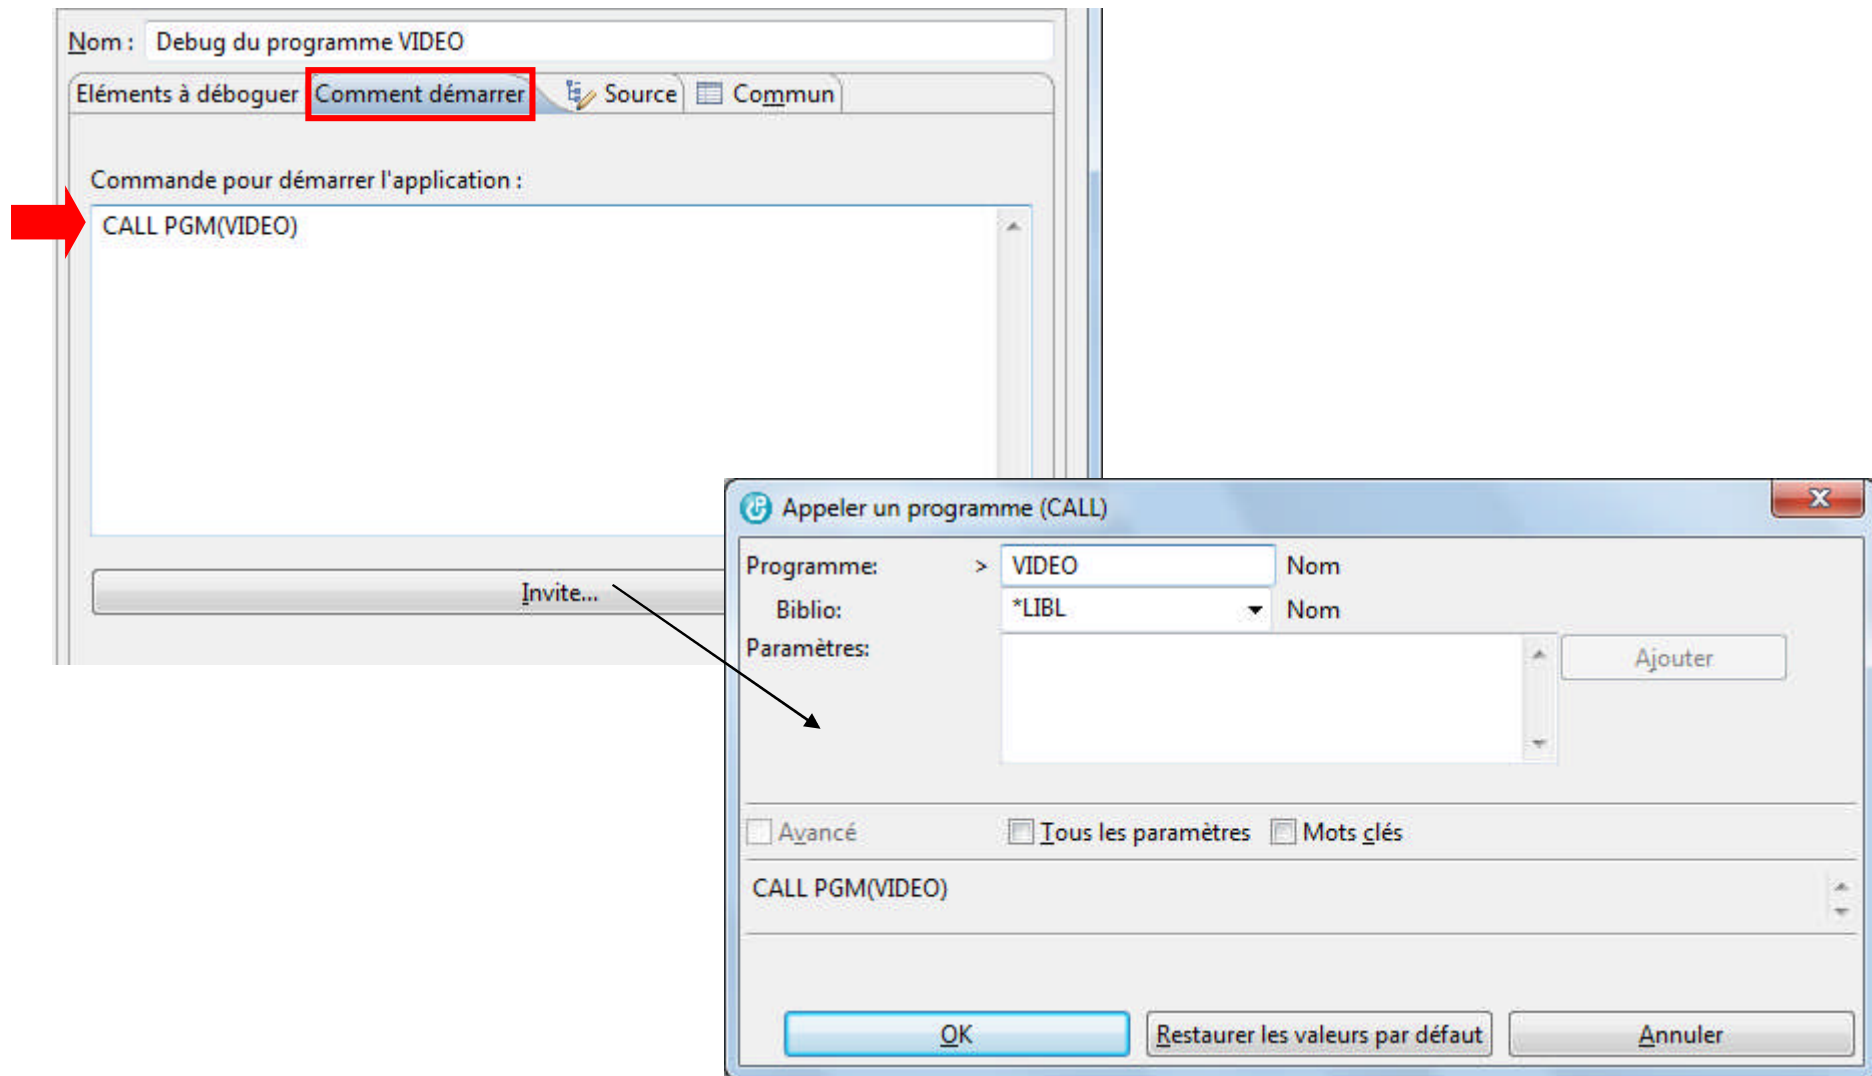 Nom : Debug du programme VIDEO
Eléments à déboguer Comment démarrer Source Commun
Commande pour démarrer l'application :
CALL PGM(VIDEO)
Invite...
Appeler un programme (CALL)
Programme: > VIDEO Nom
Biblio: *LIBL Nom
Paramètres: Ajouter
Avancé Tous les paramètres Mots clés
CALL PGM(VIDEO)
OK Restaurer les valeurs par défaut Annuler